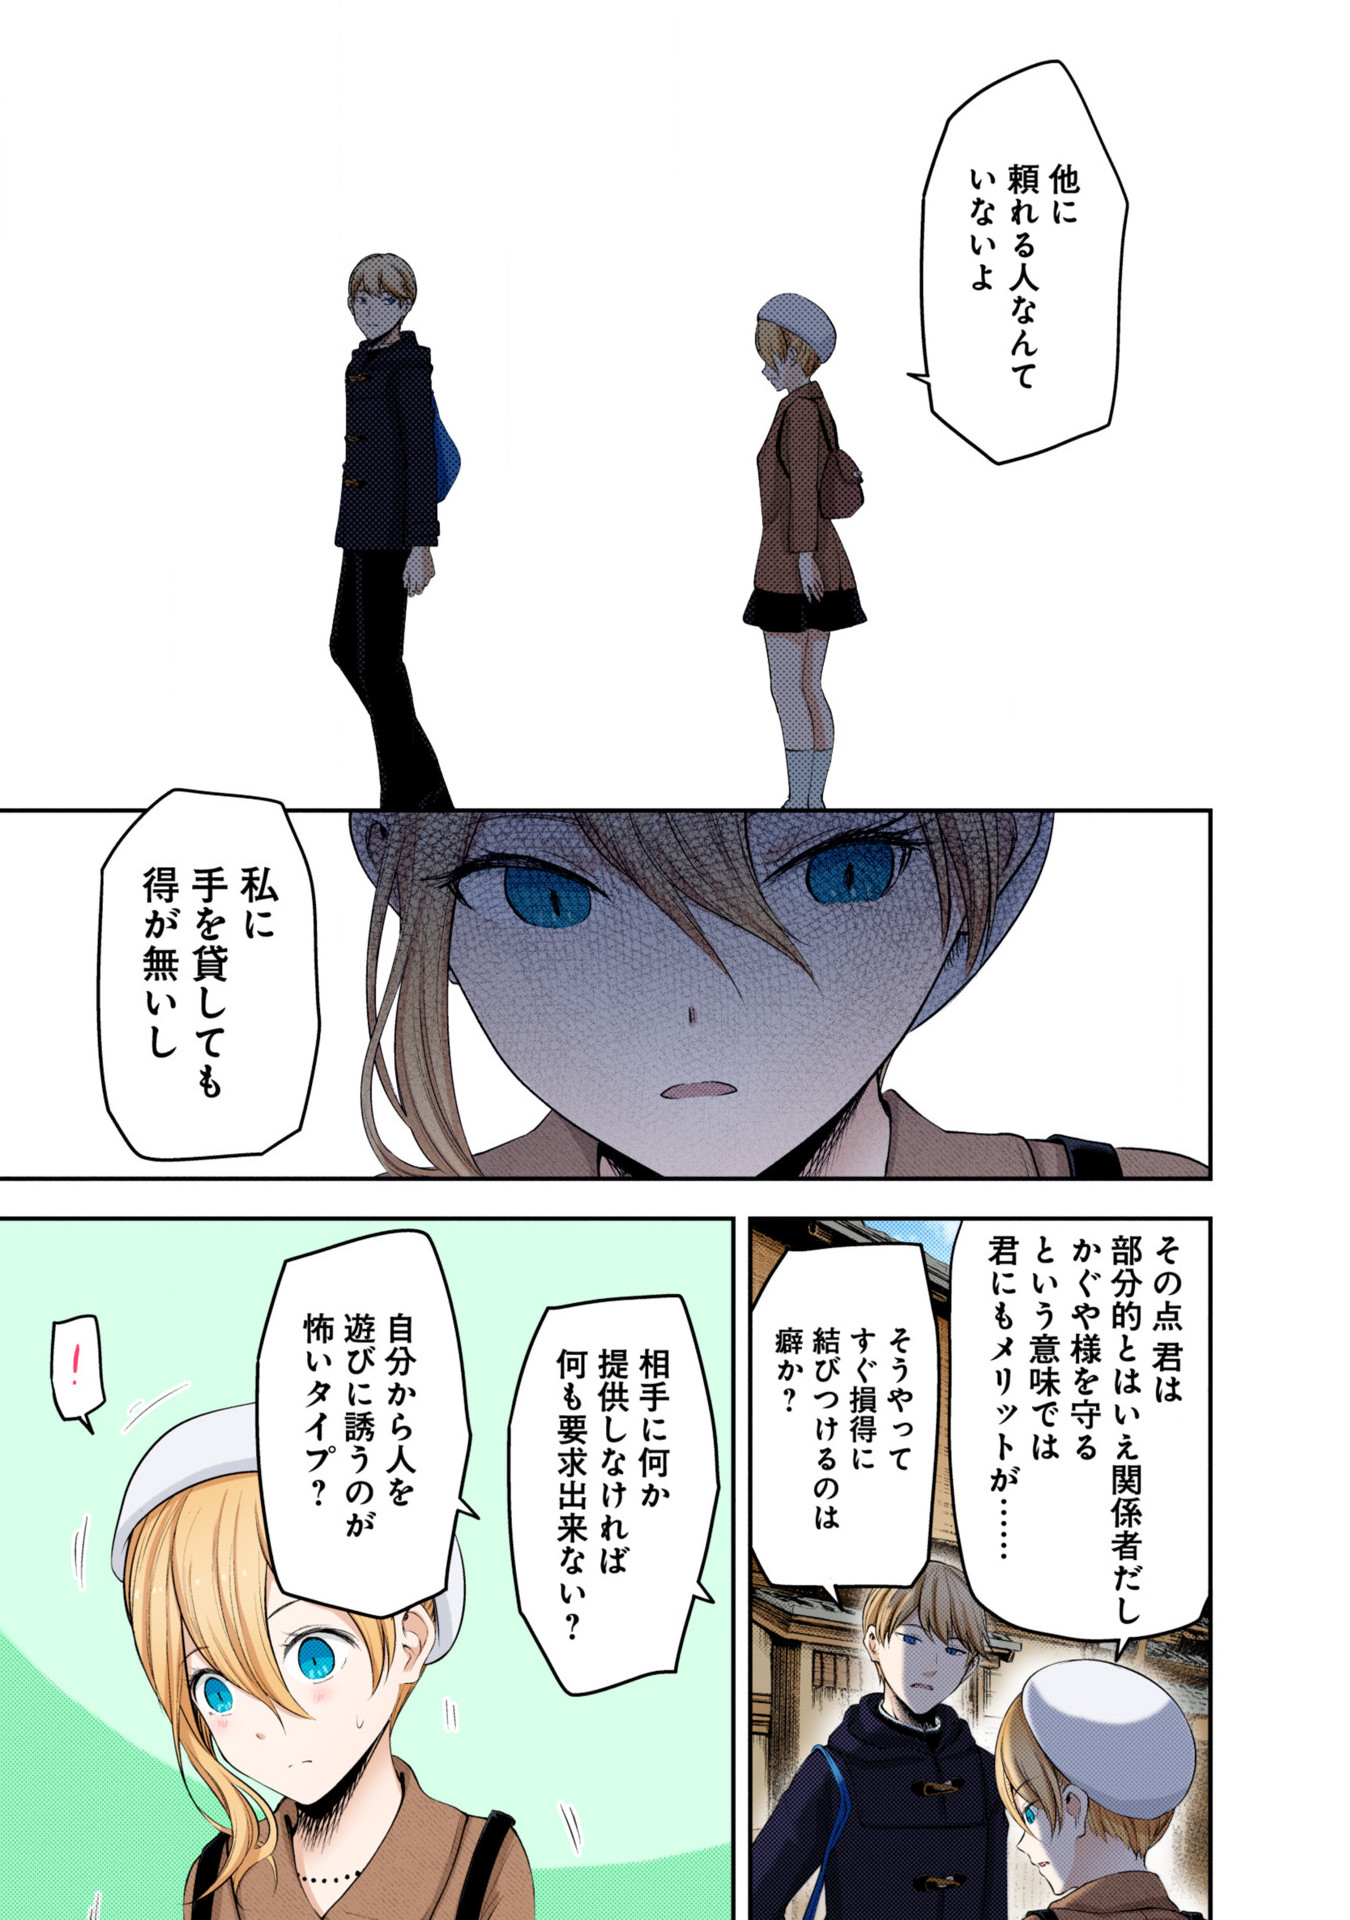 他に
頼れる人なんて
いないよ
私に
手を貸しても
得が無いし
その点 君は
部分的とはいえ関係者だし
かぐや様を守る
という意味では
君にもメリットが……
そうやって
すぐ損得に
結びつけるのは
癖か?
相手に何か
提供しなければ
何も要求出来ない?
自分から人を
遊びに誘うのが
怖いタイプ?
!